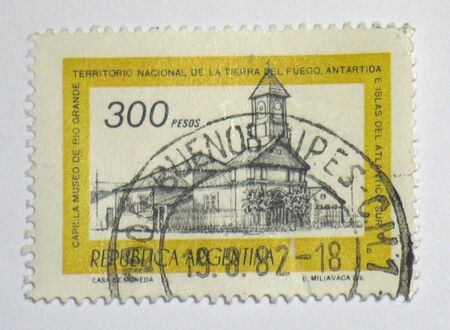 TERRITORIO NACIONAL DE LA TIERRA DEL FUEGO, ANTARTIDA
E ISLAS DEL ATLANTICO SUR
CAPILLA MUSEO DE RIO GRANDE
300 PESOS
BUENOS AIRES
19.8.82-18
REPUBLICA ARGENTINA
CASA DE MONEDA
E. MILIAVACA DIB.